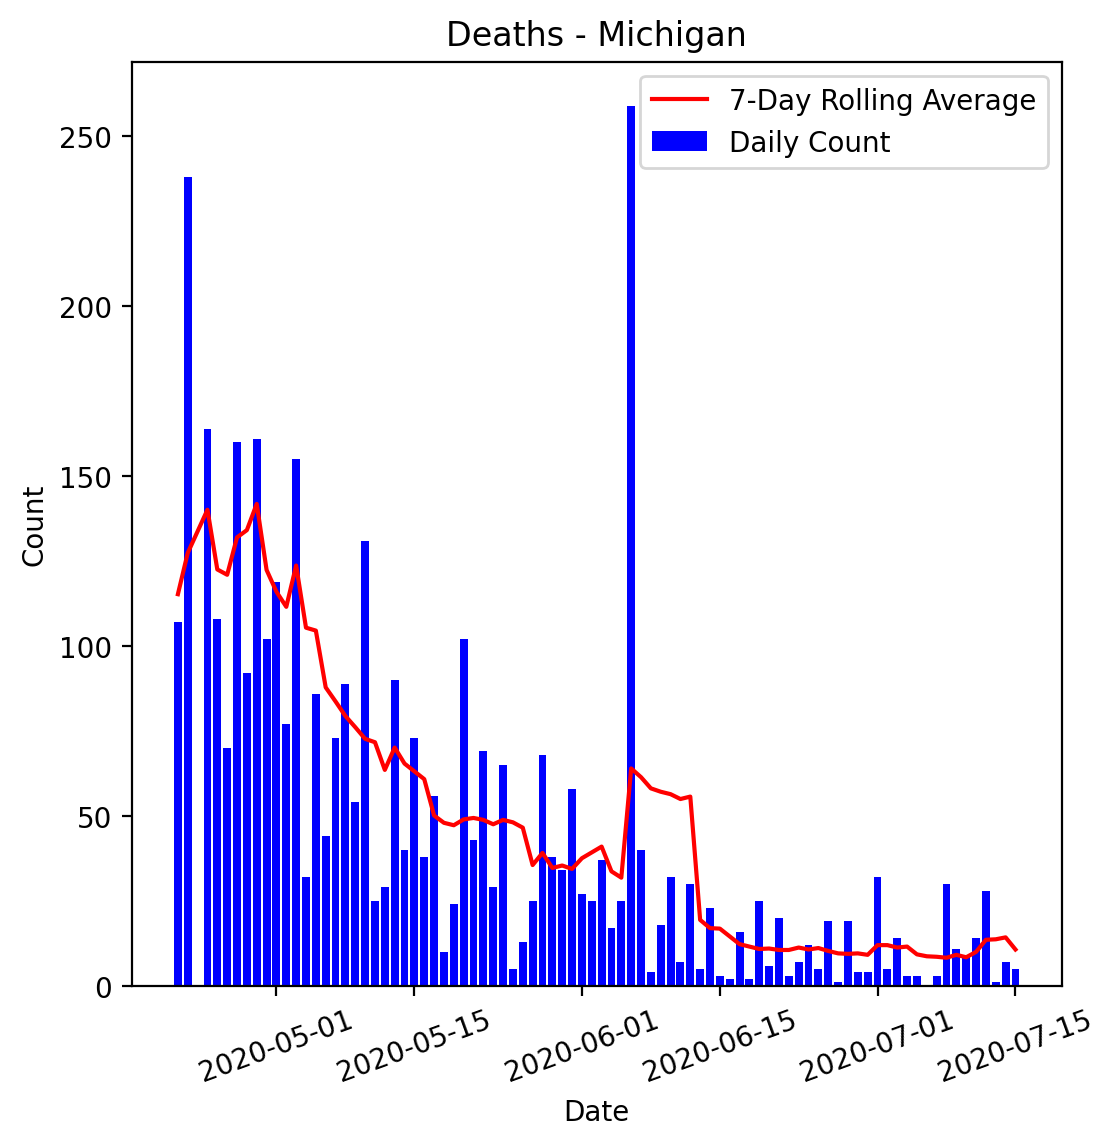 Deaths - Michigan
7-Day Rolling Average
Daily Count
250
200
150
100
50
0
Count
2020-05-01
2020-05-15
2020-06-01
2020-06-15
2020-07-01
2020-07-15
Date